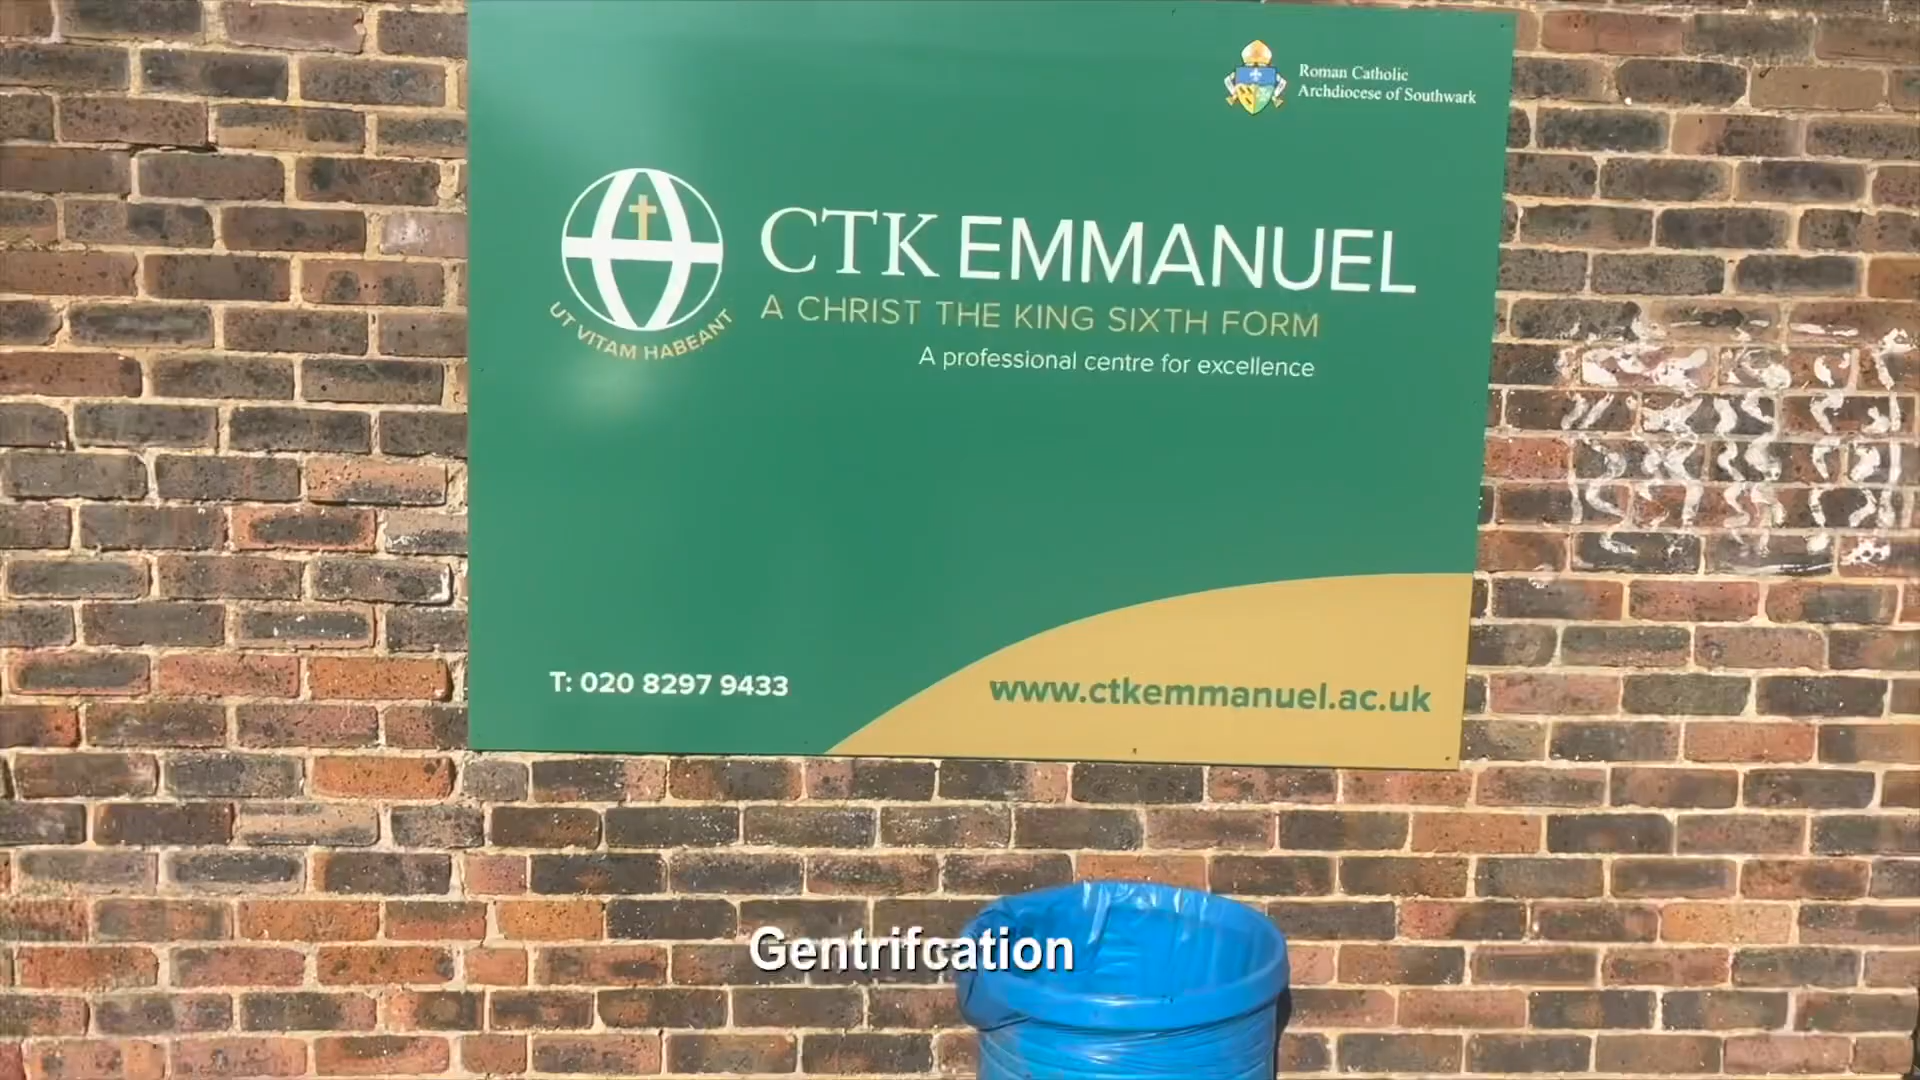 Roman Catholic
Archdiocese of Southwark
CTK EMMANUEL
A CHRIST THE KING SIXTH FORM
A professional centre for excellence
UT VITAM HABEANT
T: 020 8297 9433
www.ctkemmanuel.ac.uk
Gentrifcation